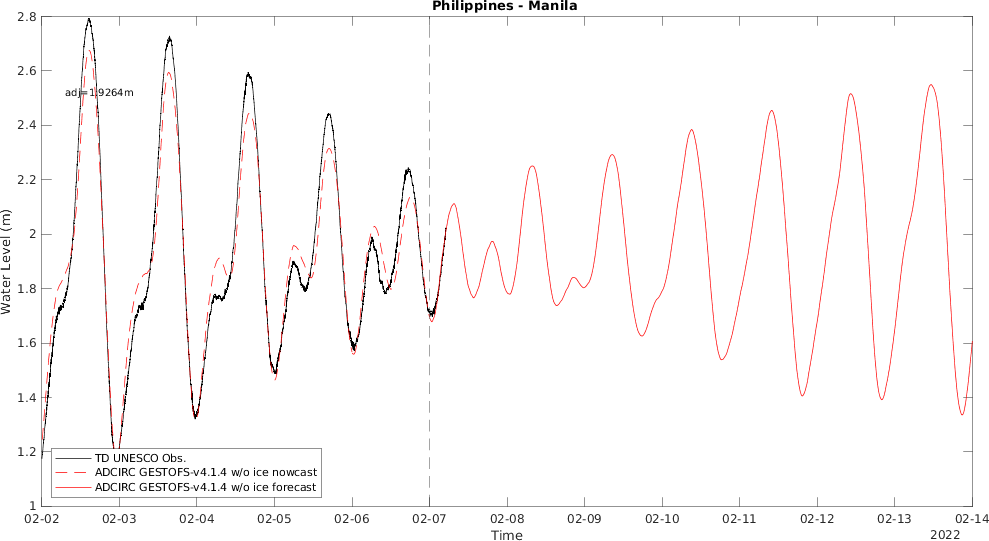 Philippines - Manila
Water Level (m)
2.8
2.6
2.4
2.2
2
1.8
1.6
1.4
1.2
1
adj=1.9264m
TD UNESCO Obs.
ADCIRC GESTOFS-v4.1.4 w/o ice nowcast
ADCIRC GESTOFS-v4.1.4 w/o ice forecast
02-02 02-03 02-04 02-05 02-06 02-07 02-08 02-09 02-10 02-11 02-12 02-13 02-14
Time
2022